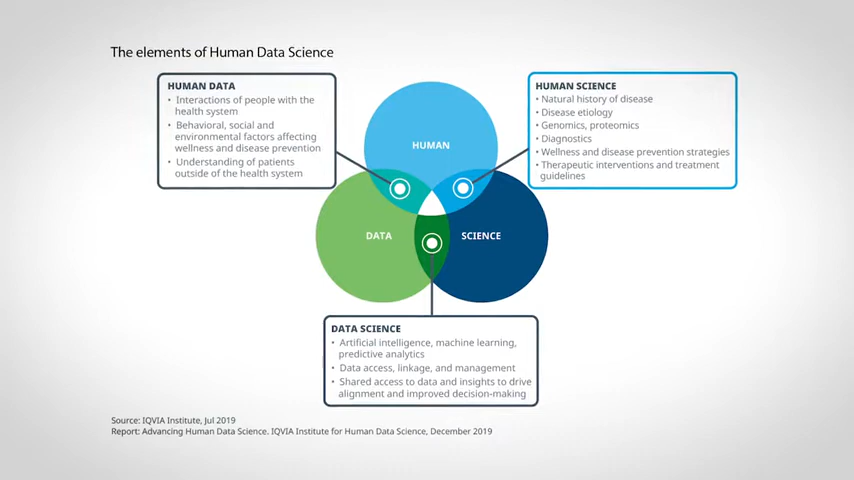 The elements of Human Data Science
HUMAN DATA
• Interactions of people with the
health system
• Behavioral, social and
environmental factors affecting
wellness and disease prevention
• Understanding of patients
outside of the health system
HUMAN SCIENCE
• Natural history of disease
• Disease etiology
• Genomics, proteomics
• Diagnostics
• Wellness and disease prevention strategies
• Therapeutic interventions and treatment
guidelines
HUMAN
DATA
SCIENCE
DATA SCIENCE
• Artificial intelligence, machine learning,
predictive analytics
• Data access, linkage, and management
• Shared access to data and insights to drive
alignment and improved decision-making
Source: IQVIA Institute, Jul 2019
Report: Advancing Human Data Science. IQVIA Institute for Human Data Science, December 2019